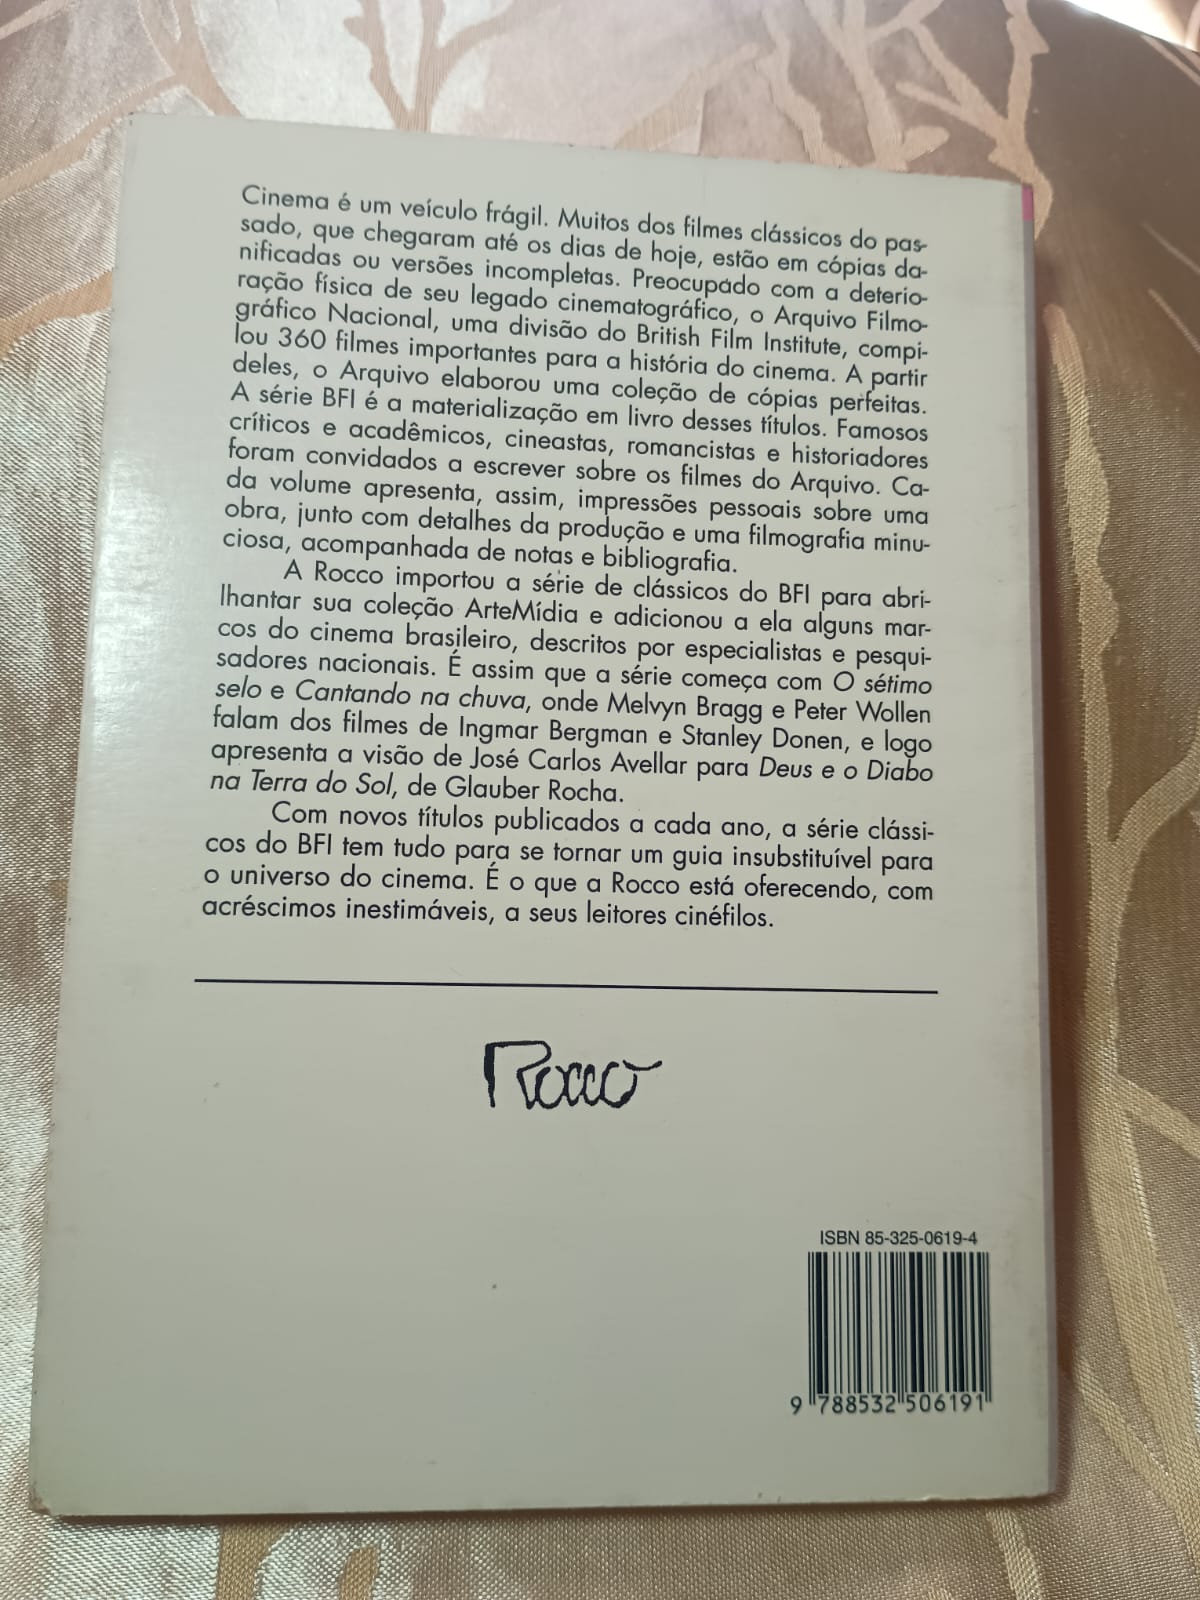 Cinema é um veículo frágil. Muitos dos filmes clássicos do pas-
sado, que chegaram até os dias de hoje, estão em cópias da-
nificadas ou versões incompletas. Preocupado com a deterio-
ração física de seu legado cinematográfico, o Arquivo Filmo-
gráfico Nacional, uma divisão do British Film Institute, compi-
lou 360 filmes importantes para a história do cinema. A partir
deles, o Arquivo elaborou uma coleção de cópias perfeitas.
A série BFI é a materialização em livro desses títulos. Famosos
críticos e acadêmicos, cineastas, romancistas e historiadores
foram convidados a escrever sobre os filmes do Arquivo. Ca-
da volume apresenta, assim, impressões pessoais sobre uma
obra, junto com detalhes da produção e uma filmografia minu-
ciosa, acompanhada de notas e bibliografia.
A Rocco importou a série de clássicos do BFI para abri-
lhantar sua coleção ArteMídia e adicionou a ela alguns mar-
cos do cinema brasileiro, descritos por especialistas e pesqui-
sadores nacionais. É assim que a série começa com O sétimo
selo e Cantando na chuva, onde Melvyn Bragg e Peter Wollen
falam dos filmes de Ingmar Bergman e Stanley Donen, e logo
apresenta a visão de José Carlos Avellar para Deus e o Diabo
na Terra do Sol, de Glauber Rocha.
Com novos títulos publicados a cada ano, a série clássi-
cos do BFI tem tudo para se tornar um guia insubstituível para
o universo do cinema. É o que a Rocco está oferecendo, com
acréscimos inestimáveis, a seus leitores cinéfilos.
Rocco
ISBN 85-325-0619-4
9 788532 506191